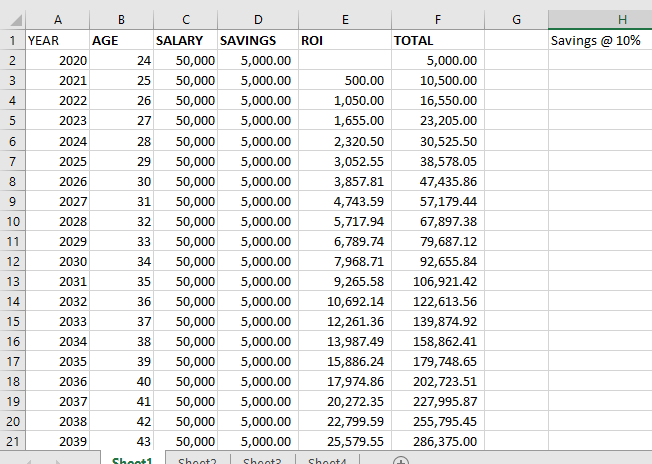 A B C D E F G H
1 YEAR AGE SALARY SAVINGS ROI TOTAL Savings @ 10%
2 2020 24 50,000 5,000.00 5,000.00
3 2021 25 50,000 5,000.00 500.00 10,500.00
4 2022 26 50,000 5,000.00 1,050.00 16,550.00
5 2023 27 50,000 5,000.00 1,655.00 23,205.00
6 2024 28 50,000 5,000.00 2,320.50 30,525.50
7 2025 29 50,000 5,000.00 3,052.55 38,578.05
8 2026 30 50,000 5,000.00 3,857.81 47,435.86
9 2027 31 50,000 5,000.00 4,743.59 57,179.44
10 2028 32 50,000 5,000.00 5,717.94 67,897.38
11 2029 33 50,000 5,000.00 6,789.74 79,687.12
12 2030 34 50,000 5,000.00 7,968.71 92,655.84
13 2031 35 50,000 5,000.00 9,265.58 106,921.42
14 2032 36 50,000 5,000.00 10,692.14 122,613.56
15 2033 37 50,000 5,000.00 12,261.36 139,874.92
16 2034 38 50,000 5,000.00 13,987.49 158,862.41
17 2035 39 50,000 5,000.00 15,886.24 179,748.65
18 2036 40 50,000 5,000.00 17,974.86 202,723.51
19 2037 41 50,000 5,000.00 20,272.35 227,995.87
20 2038 42 50,000 5,000.00 22,799.59 255,795.45
21 2039 43 50,000 5,000.00 25,579.55 286,375.00
Sheet1 Sheet2 Sheet3 Sheet4